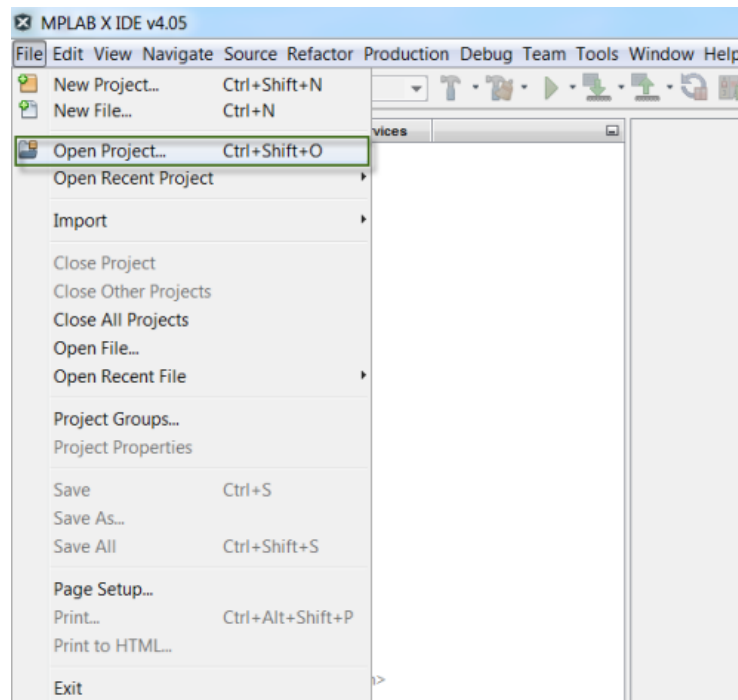 MPLAB X IDE v4.05
File Edit View Navigate Source Refactor Production Debug Team Tools Window Help
New Project... Ctrl+Shift+N
New File... Ctrl+N
vices
Open Project... Ctrl+Shift+O
Open Recent Project
Import
Close Project
Close Other Projects
Close All Projects
Open File...
Open Recent File
Project Groups...
Project Properties
Save Ctrl+S
Save As...
Save All Ctrl+Shift+S
Page Setup...
Print... Ctrl+Alt+Shift+P
Print to HTML...
Exit